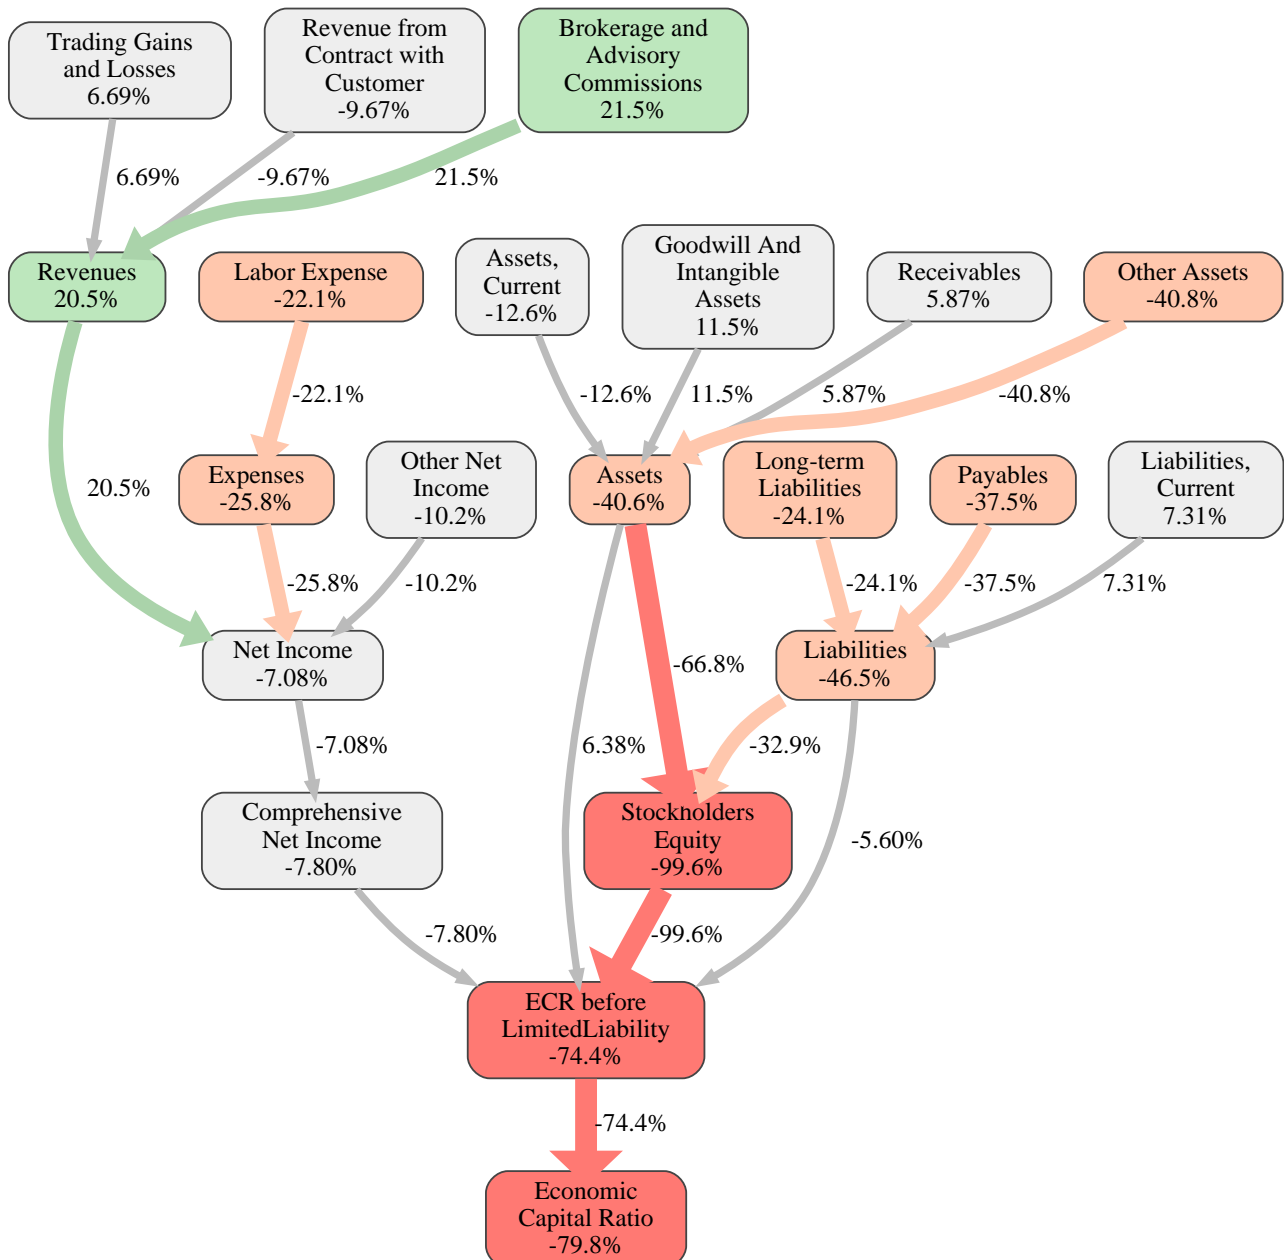 Trading Gains
and Losses
6.69%
Revenue from
Contract with
Customer
-9.67%
Brokerage and
Advisory
Commissions
21.5%
6.69%
-9.67%
21.5%
Revenues
20.5%
Labor Expense
-22.1%
Assets,
Current
-12.6%
Goodwill And
Intangible
Assets
11.5%
Receivables
5.87%
Other Assets
-40.8%
-22.1%
-12.6%
11.5%
5.87%
-40.8%
20.5%
Expenses
-25.8%
Other Net
Income
-10.2%
Assets
-40.6%
Long-term
Liabilities
-24.1%
Payables
-37.5%
Liabilities,
Current
7.31%
-25.8%
-10.2%
-24.1%
-37.5%
7.31%
Net Income
-7.08%
-66.8%
Liabilities
-46.5%
-7.08%
6.38%
-32.9%
Comprehensive
Net Income
-7.80%
Stockholders
Equity
-99.6%
-5.60%
-7.80%
-99.6%
ECR before
LimitedLiability
-74.4%
-74.4%
Economic
Capital Ratio
-79.8%